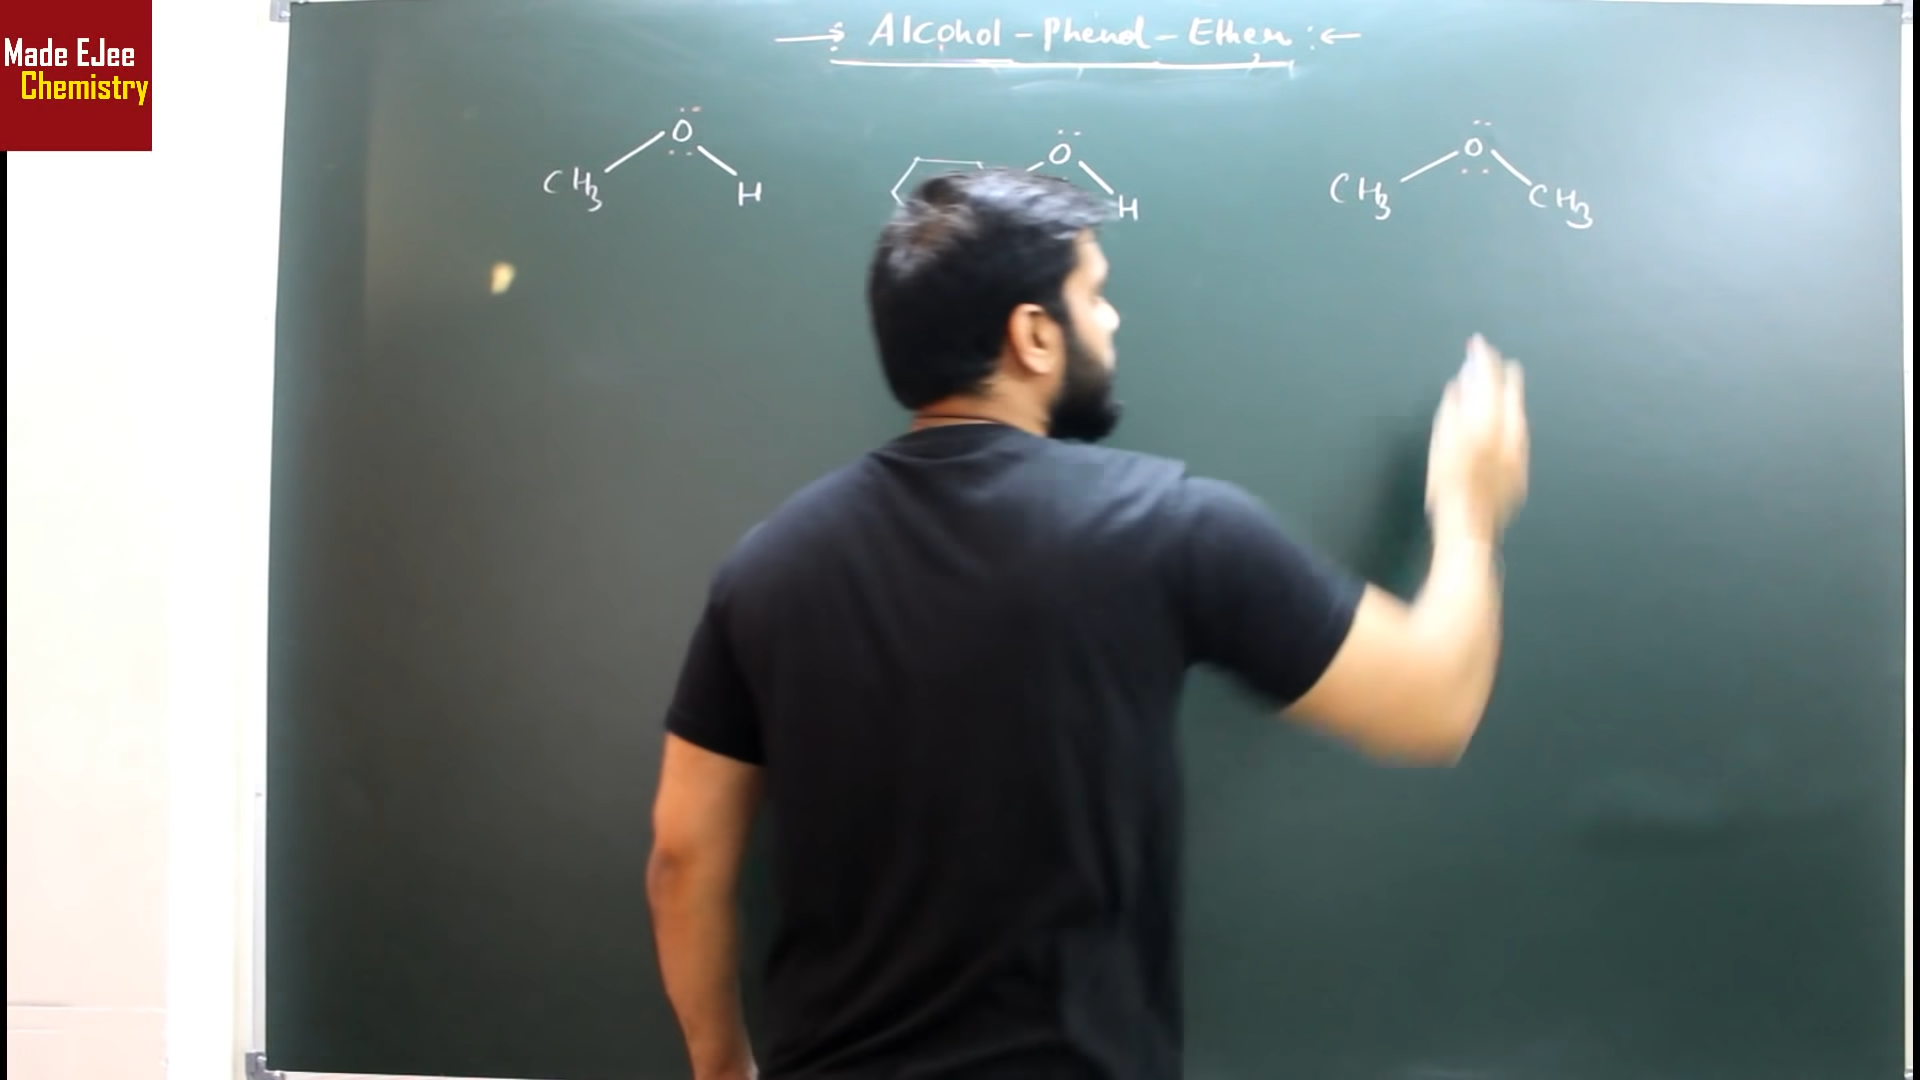 Made EJee
Chemistry
Alcohol - Phenol - Ether
O
CH3 H
O
H
O
CH3 CH3